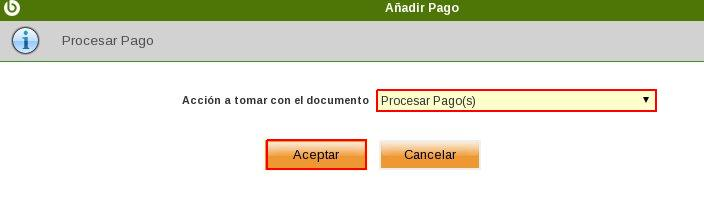 Añadir Pago
Procesar Pago
Acción a tomar con el documento Procesar Pago(s)
Aceptar Cancelar